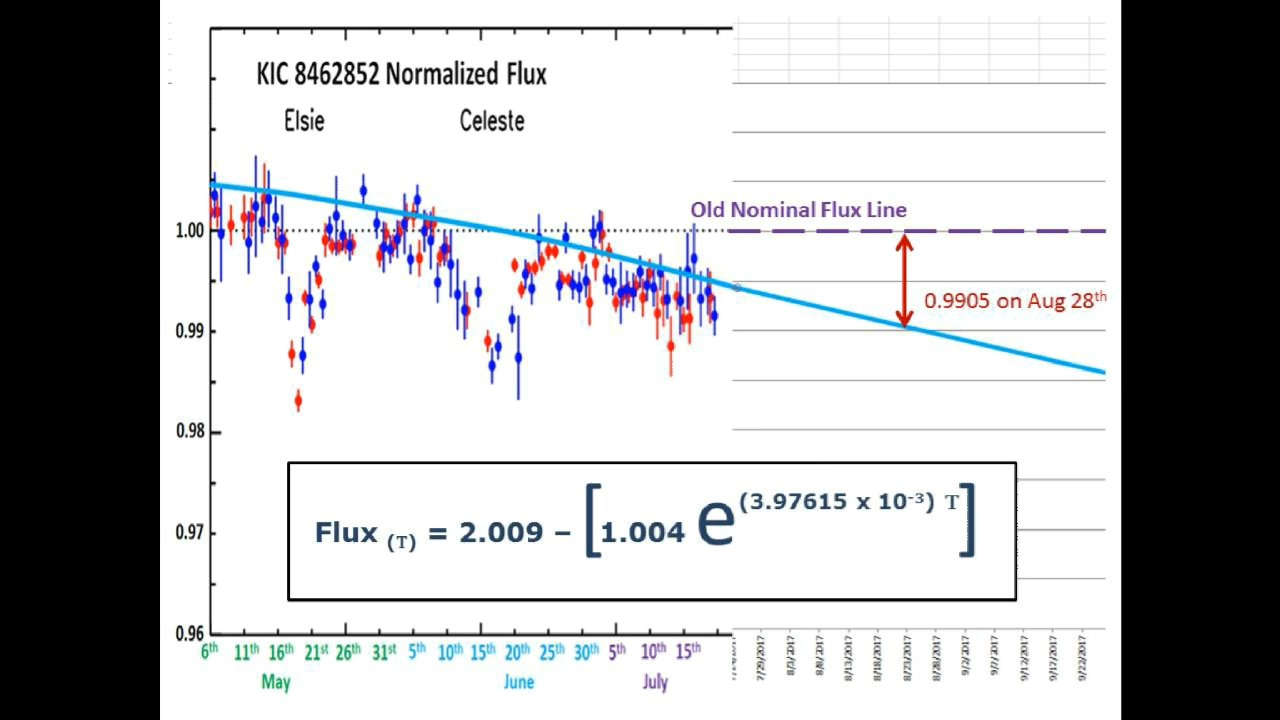 KIC 8462852 Normalized Flux
Elsie Celeste
Old Nominal Flux Line
1.00
0.9905 on Aug 28th
0.99
0.98
Flux (T) = 2.009 – [1.004 e(3.97615 x 10-3) T]
0.97
0.96
6th 11th 16th 21st 26th 31st 5th 10th 15th 20th 25th 30th 5th 10th 15th
7/29/2017 8/3/2017 8/8/2017 8/13/2017 8/18/2017 8/23/2017 8/28/2017 9/2/2017 9/7/2017 9/12/2017 9/17/2017 9/22/2017
May June July